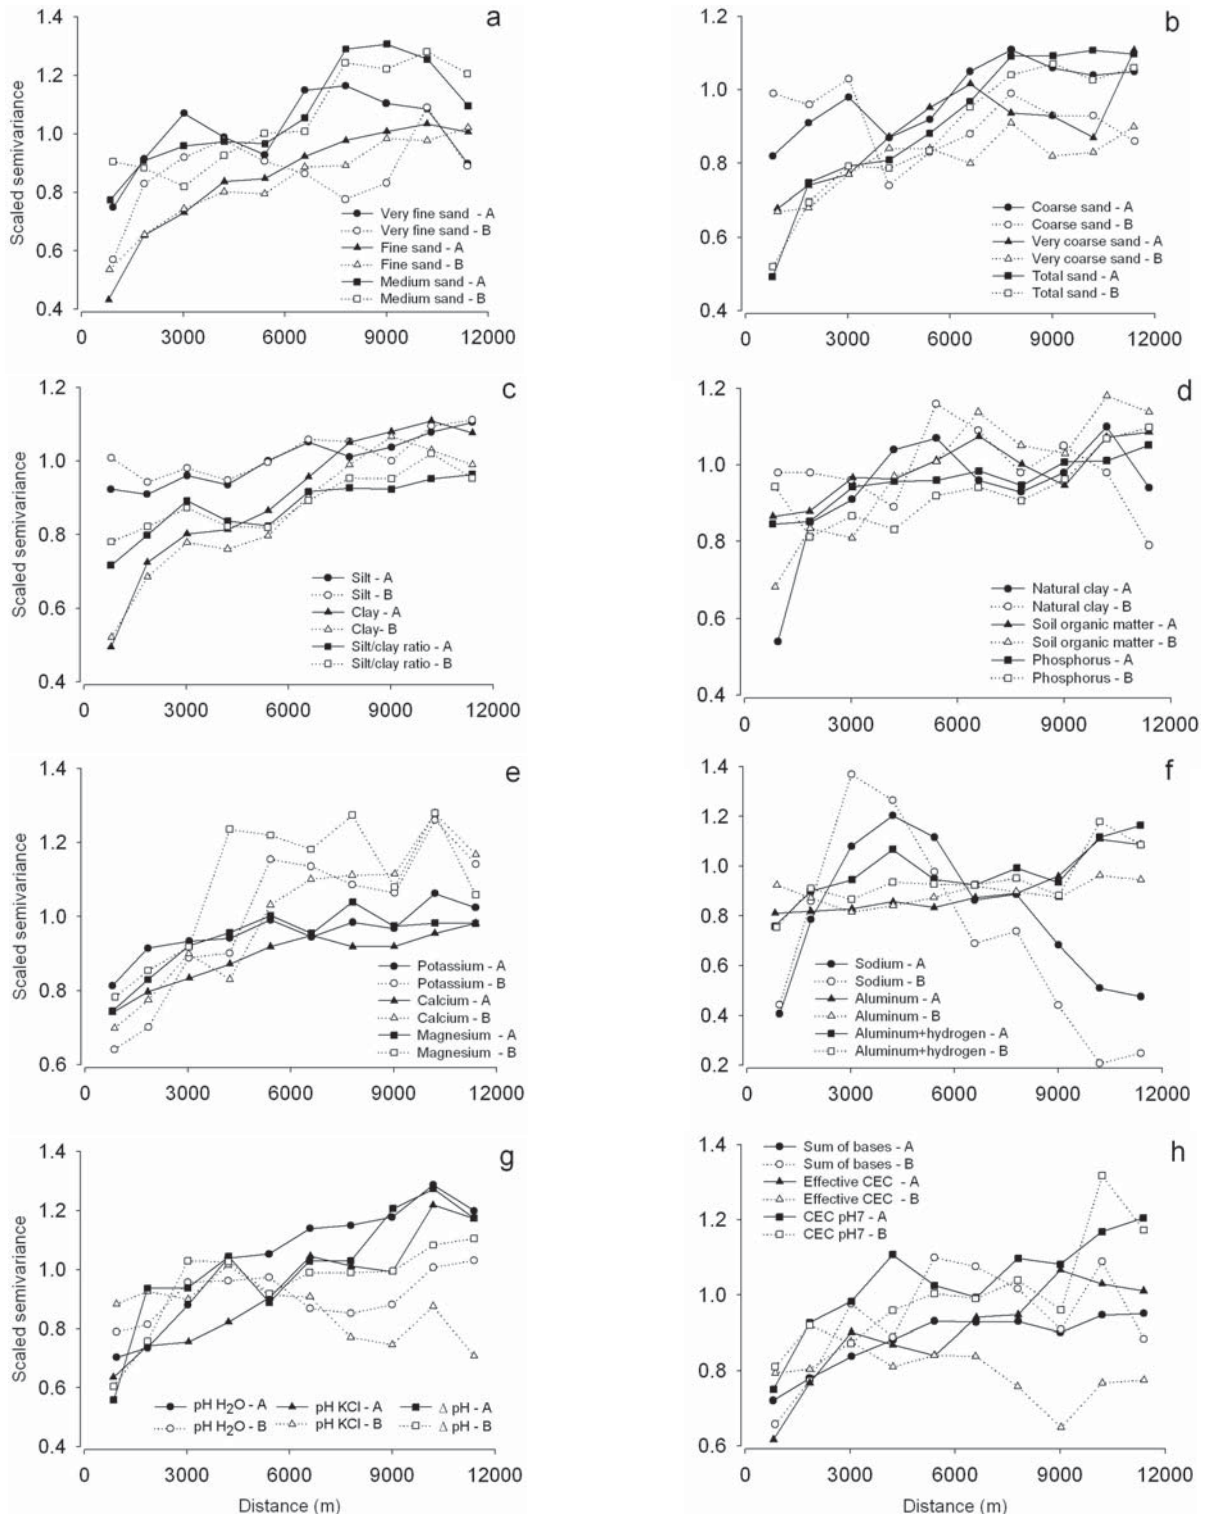 a
Scaled semivariance
1.4
1.2
1.0
0.8
0.6
0.4
Very fine sand - A
Very fine sand - B
Fine sand - A
Fine sand - B
Medium sand - A
Medium sand - B
0 3000 6000 9000 12000
b
1.2
1.0
0.8
0.6
0.4
Coarse sand - A
Coarse sand - B
Very coarse sand - A
Very coarse sand - B
Total sand - A
Total sand - B
0 3000 6000 9000 12000
c
Scaled semivariance
1.2
1.0
0.8
0.6
0.4
Silt - A
Silt - B
Clay - A
Clay- B
Silt/clay ratio - A
Silt/clay ratio - B
0 3000 6000 9000 12000
d
1.2
1.0
0.8
0.6
0.4
Natural clay - A
Natural clay - B
Soil organic matter - A
Soil organic matter - B
Phosphorus - A
Phosphorus - B
0 3000 6000 9000 12000
e
Scaled semivariance
1.4
1.2
1.0
0.8
0.6
Potassium - A
Potassium - B
Calcium - A
Calcium - B
Magnesium - A
Magnesium - B
0 3000 6000 9000 12000
f
1.4
1.2
1.0
0.8
0.6
0.4
0.2
Sodium - A
Sodium - B
Aluminum - A
Aluminum - B
Aluminum+hydrogen - A
Aluminum+hydrogen - B
0 3000 6000 9000 12000
g
Scaled semivariance
1.4
1.2
1.0
0.8
0.6
0.4
pH H2O - A pH KCl - A Δ pH - A
pH H2O - B pH KCl - B Δ pH - B
0 3000 6000 9000 12000
Distance (m)
h
1.4
1.2
1.0
0.8
0.6
Sum of bases - A
Sum of bases - B
Effective CEC - A
Effective CEC - B
CEC pH7 - A
CEC pH7 - B
0 3000 6000 9000 12000
Distance (m)